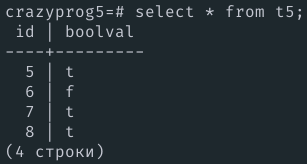 crazyprog5=# select * from t5;
 id | boolval
----+---------
  5 | t
  6 | f
  7 | t
  8 | t
(4 строки)